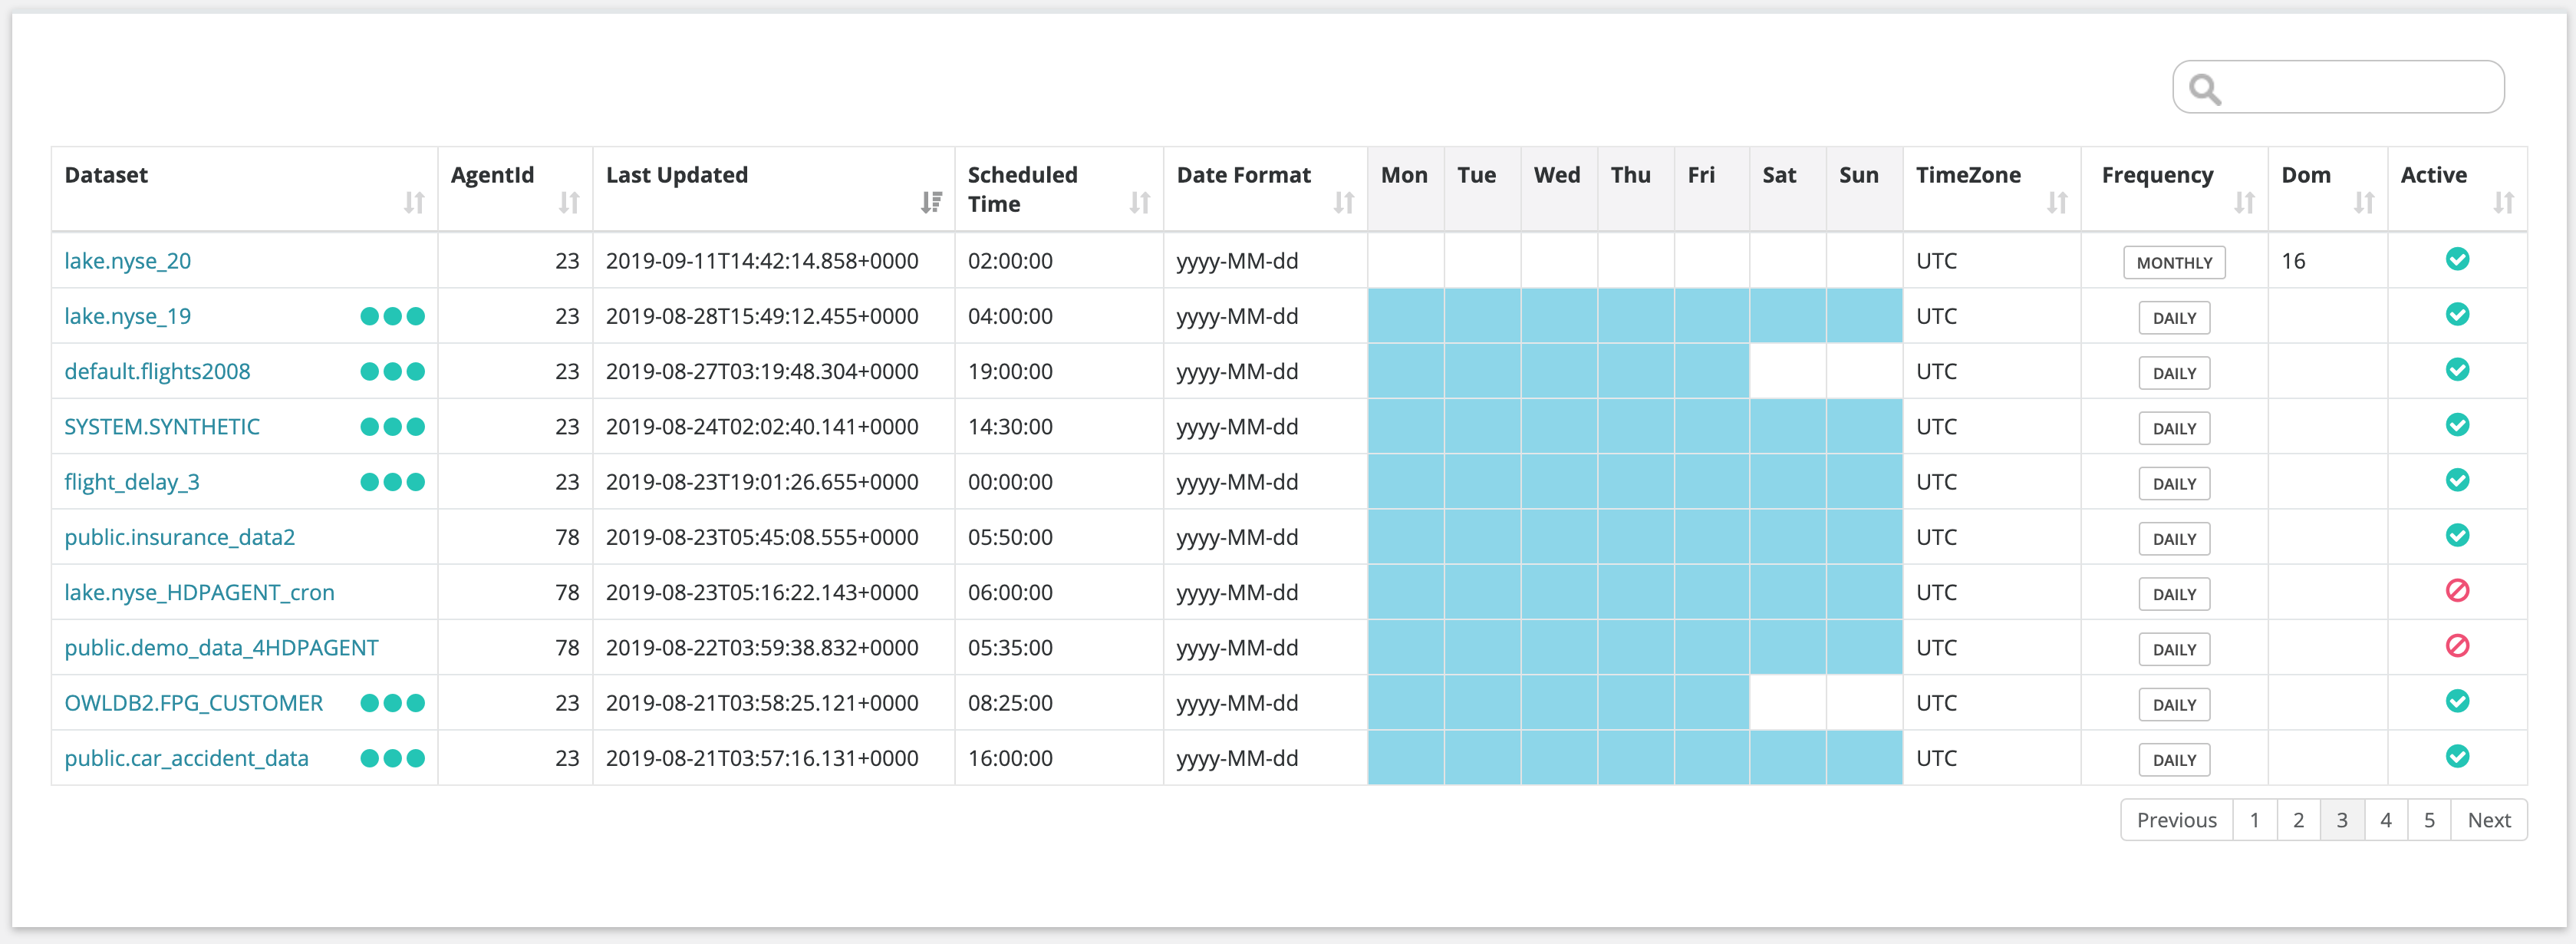 Dataset AgentId Last Updated Scheduled Time Date Format Mon Tue Wed Thu Fri Sat Sun TimeZone Frequency Dom Active
lake.nyse_20 23 2019-09-11T14:42:14.858+0000 02:00:00 yyyy-MM-dd UTC MONTHLY 16
lake.nyse_19 23 2019-08-28T15:49:12.455+0000 04:00:00 yyyy-MM-dd UTC DAILY
default.flights2008 23 2019-08-27T03:19:48.304+0000 19:00:00 yyyy-MM-dd UTC DAILY
SYSTEM.SYNTHETIC 23 2019-08-24T02:02:40.141+0000 14:30:00 yyyy-MM-dd UTC DAILY
flight_delay_3 23 2019-08-23T19:01:26.655+0000 00:00:00 yyyy-MM-dd UTC DAILY
public.insurance_data2 78 2019-08-23T05:45:08.555+0000 05:50:00 yyyy-MM-dd UTC DAILY
lake.nyse_HDPAGENT_cron 78 2019-08-23T05:16:22.143+0000 06:00:00 yyyy-MM-dd UTC DAILY
public.demo_data_4HDPAGENT 78 2019-08-22T03:59:38.832+0000 05:35:00 yyyy-MM-dd UTC DAILY
OWLDB2.FPG_CUSTOMER 23 2019-08-21T03:58:25.121+0000 08:25:00 yyyy-MM-dd UTC DAILY
public.car_accident_data 23 2019-08-21T03:57:16.131+0000 16:00:00 yyyy-MM-dd UTC DAILY
Previous 1 2 3 4 5 Next